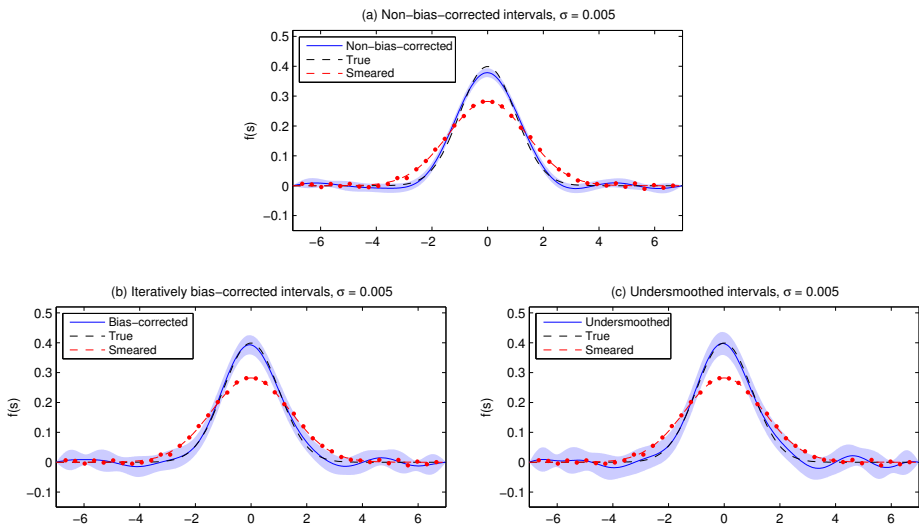 (a) Non−bias−corrected intervals, σ = 0.005
Non−bias−corrected
True
Smeared
f(s)
0.5
0.4
0.3
0.2
0.1
0
−0.1
−6 −4 −2 0 2 4 6
(b) Iteratively bias−corrected intervals, σ = 0.005
Bias−corrected
True
Smeared
f(s)
0.5
0.4
0.3
0.2
0.1
0
−0.1
−6 −4 −2 0 2 4 6
(c) Undersmoothed intervals, σ = 0.005
Undersmoothed
True
Smeared
f(s)
0.5
0.4
0.3
0.2
0.1
0
−0.1
−6 −4 −2 0 2 4 6